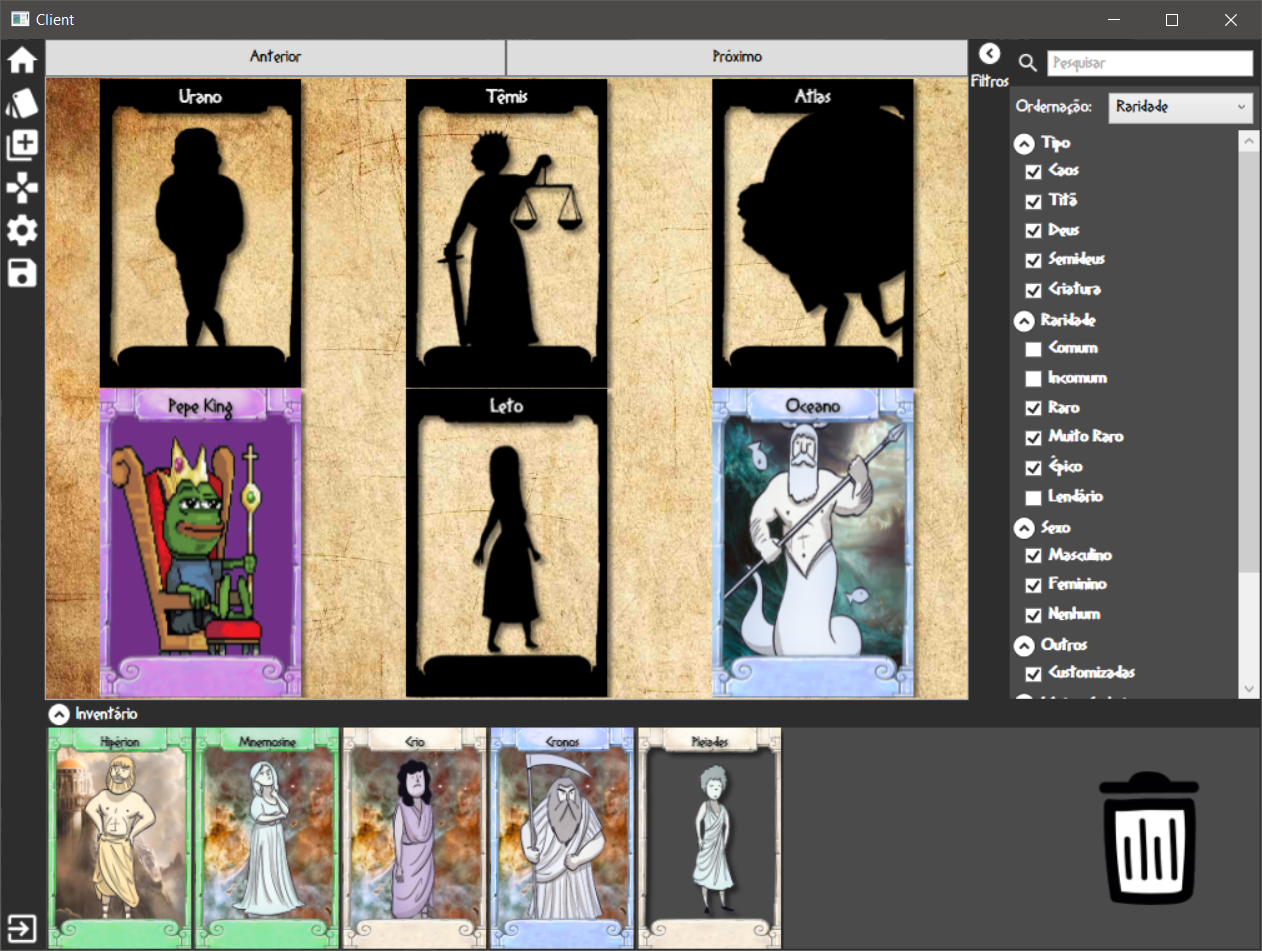 Client
Anterior
Próximo
Filtros
Pesquisar
Ordernação:
Raridade
Urano
Têmis
Atlas
Pepe King
Leto
Oceano
Tipo
Caos
Titã
Deus
Semideus
Criatura
Raridade
Comum
Incomum
Raro
Muito Raro
Épico
Lendário
Sexo
Masculino
Feminino
Nenhum
Outros
Customizadas
Inventário
Hipérion
Mnemosine
Crio
Cronos
Pleiades